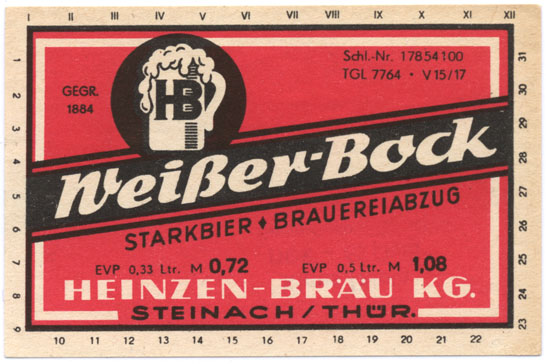 I II III IV V VI VII VIII IX X XI XII
GEGR.
1884
HB
Schl.-Nr. 17854100
TGL 7764 · V15/17
Weißer-Bock
STARKBIER ♦ BRAUEREIABZUG
EVP 0,33 Ltr. M 0,72 EVP 0,5 Ltr. M 1,08
HEINZEN-BRÄU KG.
STEINACH/THÜR.
1
2
3
4
5
6
7
8
9
10 11 12 13 14 15 16 17 18 19 20 21 22
31
30
29
28
27
26
25
24
23